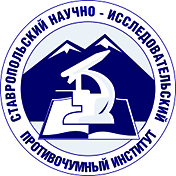 СТАВРОПОЛЬСКИЙ НАУЧНО - ИССЛЕДОВАТЕЛЬСКИЙ
ПРОТИВОЧУМНЫЙ ИНСТИТУТ